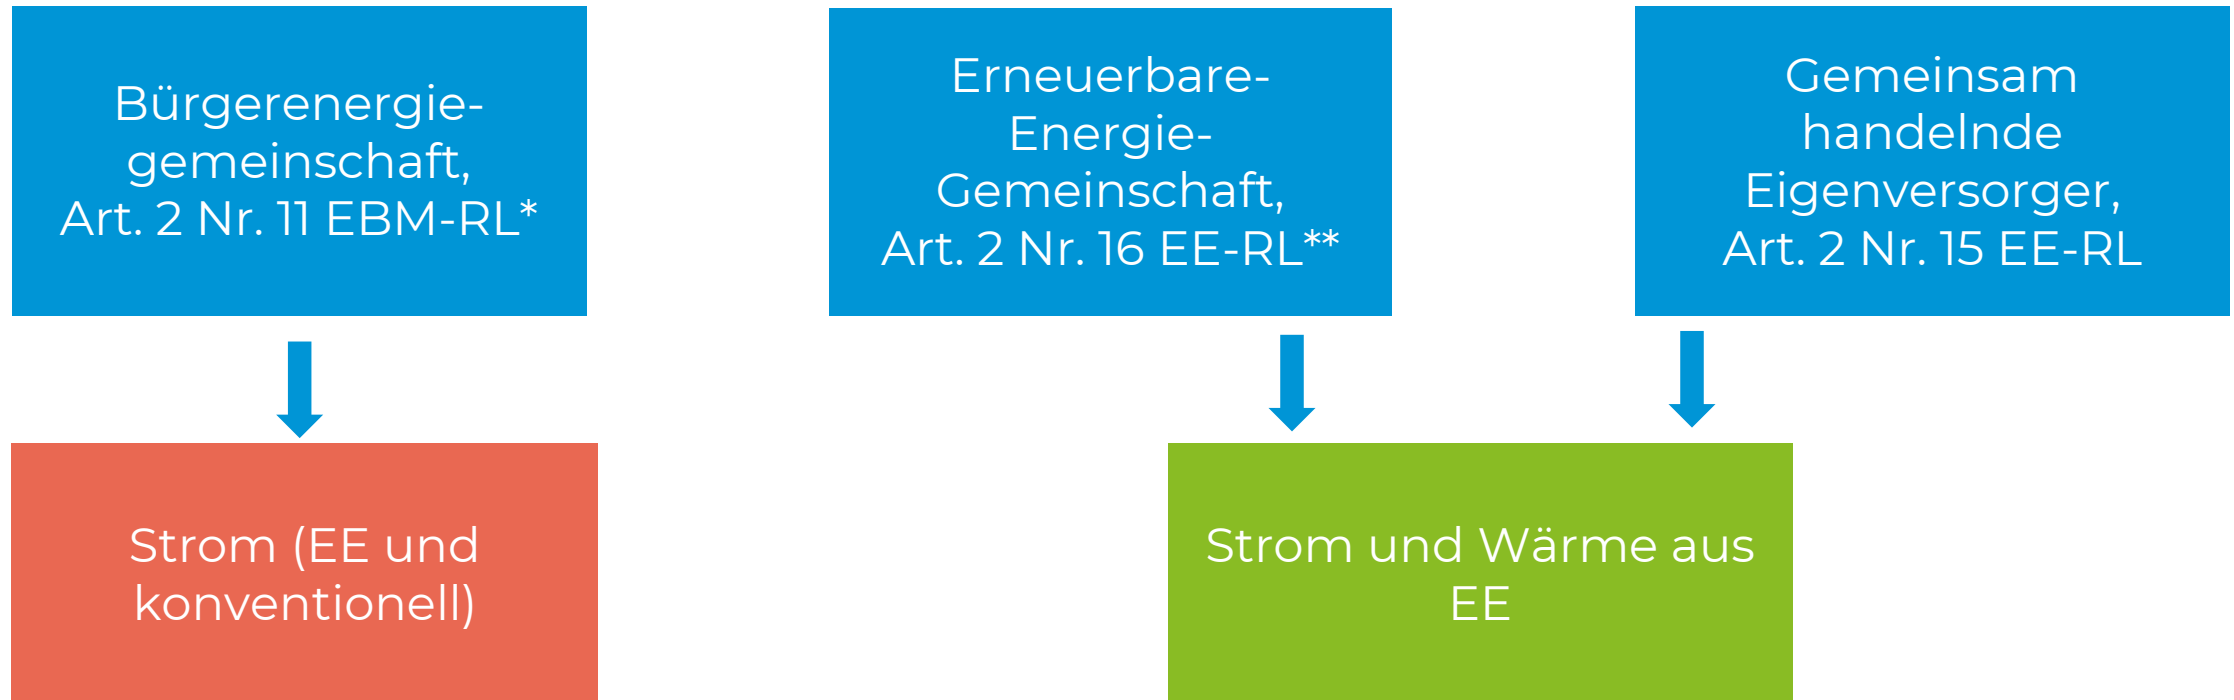 Bürgerenergie-
gemeinschaft,
Art. 2 Nr. 11 EBM-RL*
Erneuerbare-
Energie-
Gemeinschaft,
Art. 2 Nr. 16 EE-RL**
Gemeinsam
handelnde
Eigenversorger,
Art. 2 Nr. 15 EE-RL
Strom (EE und
konventionell)
Strom und Wärme aus
EE